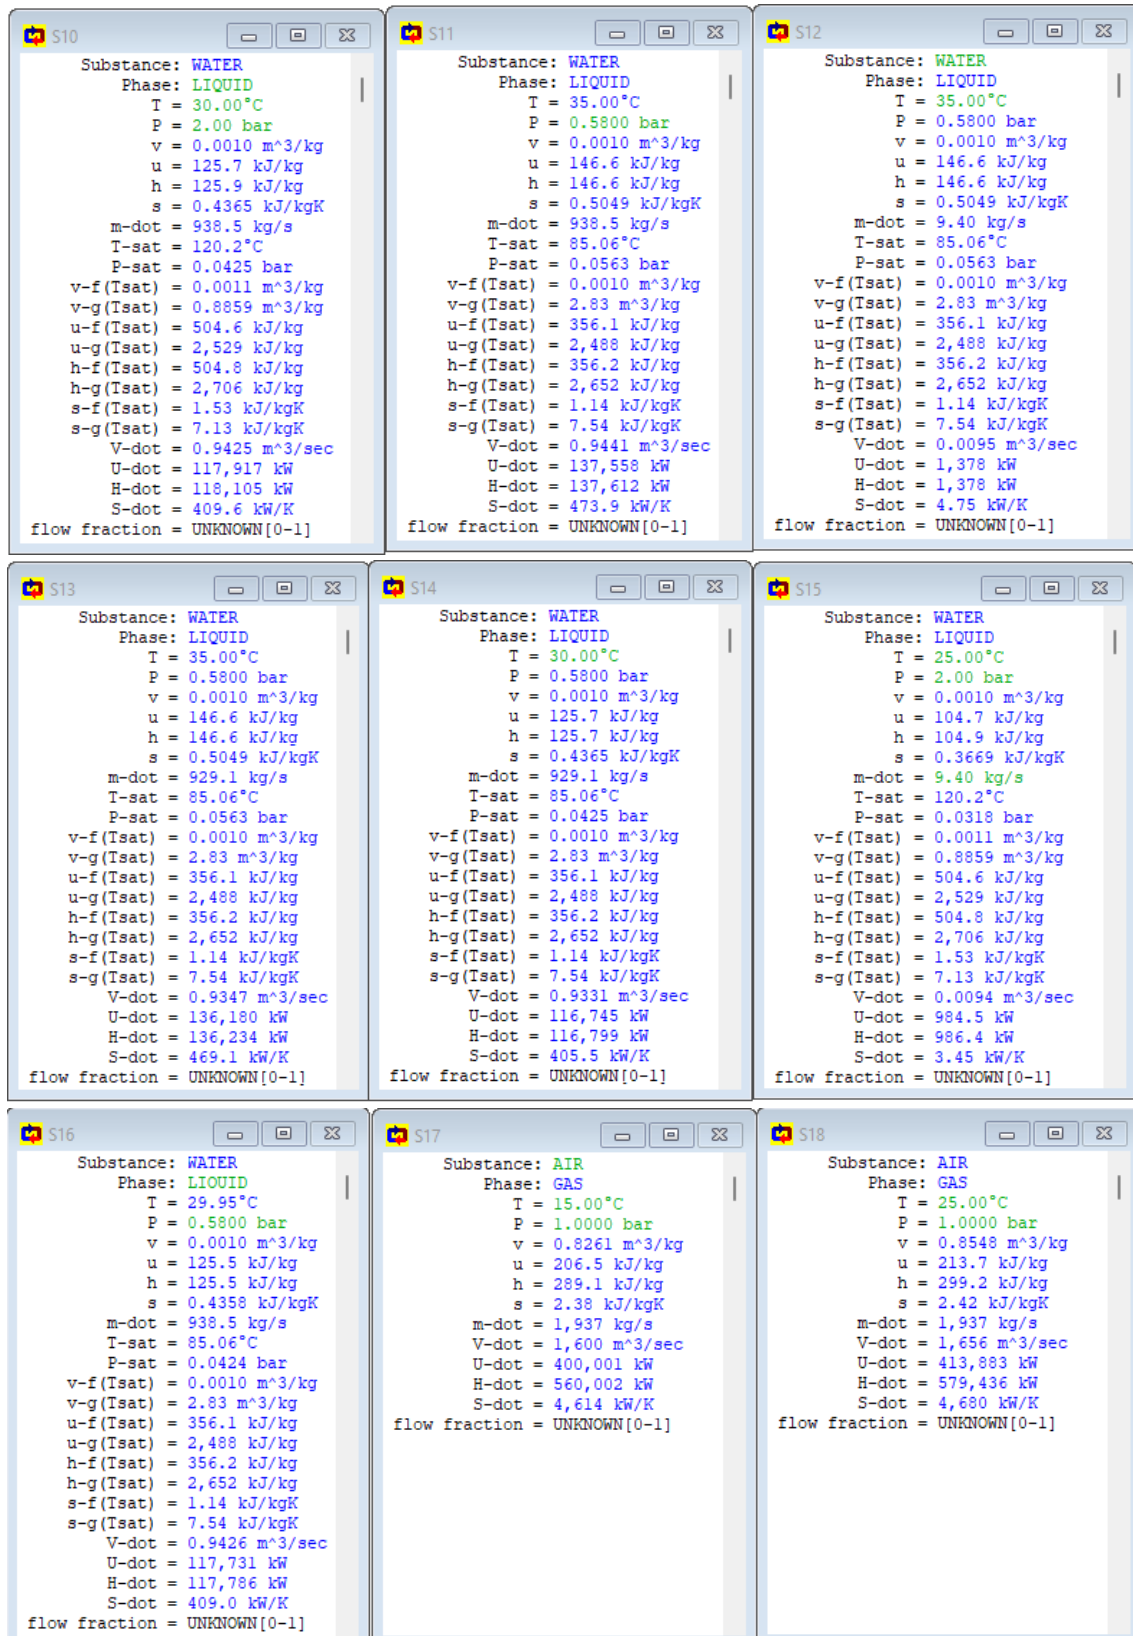 S10
Substance: WATER
Phase: LIQUID
T = 30.00°C
P = 2.00 bar
v = 0.0010 m^3/kg
u = 125.7 kJ/kg
h = 125.9 kJ/kg
s = 0.4365 kJ/kgK
m-dot = 938.5 kg/s
T-sat = 120.2°C
P-sat = 0.0425 bar
v-f(Tsat) = 0.0011 m^3/kg
v-g(Tsat) = 0.8859 m^3/kg
u-f(Tsat) = 504.6 kJ/kg
u-g(Tsat) = 2,529 kJ/kg
h-f(Tsat) = 504.8 kJ/kg
h-g(Tsat) = 2,706 kJ/kg
s-f(Tsat) = 1.53 kJ/kgK
s-g(Tsat) = 7.13 kJ/kgK
V-dot = 0.9425 m^3/sec
U-dot = 117,917 kW
H-dot = 118,105 kW
S-dot = 409.6 kW/K
flow fraction = UNKNOWN[0-1]
S11
Substance: WATER
Phase: LIQUID
T = 35.00°C
P = 0.5800 bar
v = 0.0010 m^3/kg
u = 146.6 kJ/kg
h = 146.6 kJ/kg
s = 0.5049 kJ/kgK
m-dot = 938.5 kg/s
T-sat = 85.06°C
P-sat = 0.0563 bar
v-f(Tsat) = 0.0010 m^3/kg
v-g(Tsat) = 2.83 m^3/kg
u-f(Tsat) = 356.1 kJ/kg
u-g(Tsat) = 2,488 kJ/kg
h-f(Tsat) = 356.2 kJ/kg
h-g(Tsat) = 2,652 kJ/kg
s-f(Tsat) = 1.14 kJ/kgK
s-g(Tsat) = 7.54 kJ/kgK
V-dot = 0.9441 m^3/sec
U-dot = 137,558 kW
H-dot = 137,612 kW
S-dot = 473.9 kW/K
flow fraction = UNKNOWN[0-1]
S12
Substance: WATER
Phase: LIQUID
T = 35.00°C
P = 0.5800 bar
v = 0.0010 m^3/kg
u = 146.6 kJ/kg
h = 146.6 kJ/kg
s = 0.5049 kJ/kgK
m-dot = 9.40 kg/s
T-sat = 85.06°C
P-sat = 0.0563 bar
v-f(Tsat) = 0.0010 m^3/kg
v-g(Tsat) = 2.83 m^3/kg
u-f(Tsat) = 356.1 kJ/kg
u-g(Tsat) = 2,488 kJ/kg
h-f(Tsat) = 356.2 kJ/kg
h-g(Tsat) = 2,652 kJ/kg
s-f(Tsat) = 1.14 kJ/kgK
s-g(Tsat) = 7.54 kJ/kgK
V-dot = 0.0095 m^3/sec
U-dot = 1,378 kW
H-dot = 1,378 kW
S-dot = 4.75 kW/K
flow fraction = UNKNOWN[0-1]
S13
Substance: WATER
Phase: LIQUID
T = 35.00°C
P = 0.5800 bar
v = 0.0010 m^3/kg
u = 146.6 kJ/kg
h = 146.6 kJ/kg
s = 0.5049 kJ/kgK
m-dot = 929.1 kg/s
T-sat = 85.06°C
P-sat = 0.0563 bar
v-f(Tsat) = 0.0010 m^3/kg
v-g(Tsat) = 2.83 m^3/kg
u-f(Tsat) = 356.1 kJ/kg
u-g(Tsat) = 2,488 kJ/kg
h-f(Tsat) = 356.2 kJ/kg
h-g(Tsat) = 2,652 kJ/kg
s-f(Tsat) = 1.14 kJ/kgK
s-g(Tsat) = 7.54 kJ/kgK
V-dot = 0.9347 m^3/sec
U-dot = 136,180 kW
H-dot = 136,234 kW
S-dot = 469.1 kW/K
flow fraction = UNKNOWN[0-1]
S14
Substance: WATER
Phase: LIQUID
T = 30.00°C
P = 0.5800 bar
v = 0.0010 m^3/kg
u = 125.7 kJ/kg
h = 125.7 kJ/kg
s = 0.4365 kJ/kgK
m-dot = 929.1 kg/s
T-sat = 85.06°C
P-sat = 0.0425 bar
v-f(Tsat) = 0.0010 m^3/kg
v-g(Tsat) = 2.83 m^3/kg
u-f(Tsat) = 356.1 kJ/kg
u-g(Tsat) = 2,488 kJ/kg
h-f(Tsat) = 356.2 kJ/kg
h-g(Tsat) = 2,652 kJ/kg
s-f(Tsat) = 1.14 kJ/kgK
s-g(Tsat) = 7.54 kJ/kgK
V-dot = 0.9331 m^3/sec
U-dot = 116,745 kW
H-dot = 116,799 kW
S-dot = 405.5 kW/K
flow fraction = UNKNOWN[0-1]
S15
Substance: WATER
Phase: LIQUID
T = 25.00°C
P = 2.00 bar
v = 0.0010 m^3/kg
u = 104.7 kJ/kg
h = 104.9 kJ/kg
s = 0.3669 kJ/kgK
m-dot = 9.40 kg/s
T-sat = 120.2°C
P-sat = 0.0318 bar
v-f(Tsat) = 0.0011 m^3/kg
v-g(Tsat) = 0.8859 m^3/kg
u-f(Tsat) = 504.6 kJ/kg
u-g(Tsat) = 2,529 kJ/kg
h-f(Tsat) = 504.8 kJ/kg
h-g(Tsat) = 2,706 kJ/kg
s-f(Tsat) = 1.53 kJ/kgK
s-g(Tsat) = 7.13 kJ/kgK
V-dot = 0.0094 m^3/sec
U-dot = 984.5 kW
H-dot = 986.4 kW
S-dot = 3.45 kW/K
flow fraction = UNKNOWN[0-1]
S16
Substance: WATER
Phase: LIQUID
T = 29.95°C
P = 0.5800 bar
v = 0.0010 m^3/kg
u = 125.5 kJ/kg
h = 125.5 kJ/kg
s = 0.4358 kJ/kgK
m-dot = 938.5 kg/s
T-sat = 85.06°C
P-sat = 0.0424 bar
v-f(Tsat) = 0.0010 m^3/kg
v-g(Tsat) = 2.83 m^3/kg
u-f(Tsat) = 356.1 kJ/kg
u-g(Tsat) = 2,488 kJ/kg
h-f(Tsat) = 356.2 kJ/kg
h-g(Tsat) = 2,652 kJ/kg
s-f(Tsat) = 1.14 kJ/kgK
s-g(Tsat) = 7.54 kJ/kgK
V-dot = 0.9426 m^3/sec
U-dot = 117,731 kW
H-dot = 117,786 kW
S-dot = 409.0 kW/K
flow fraction = UNKNOWN[0-1]
S17
Substance: AIR
Phase: GAS
T = 15.00°C
P = 1.0000 bar
v = 0.8261 m^3/kg
u = 206.5 kJ/kg
h = 289.1 kJ/kg
s = 2.38 kJ/kgK
m-dot = 1,937 kg/s
V-dot = 1,600 m^3/sec
U-dot = 400,001 kW
H-dot = 560,002 kW
S-dot = 4,614 kW/K
flow fraction = UNKNOWN[0-1]
S18
Substance: AIR
Phase: GAS
T = 25.00°C
P = 1.0000 bar
v = 0.8548 m^3/kg
u = 213.7 kJ/kg
h = 299.2 kJ/kg
s = 2.42 kJ/kgK
m-dot = 1,937 kg/s
V-dot = 1,656 m^3/sec
U-dot = 413,883 kW
H-dot = 579,436 kW
S-dot = 4,680 kW/K
flow fraction = UNKNOWN[0-1]